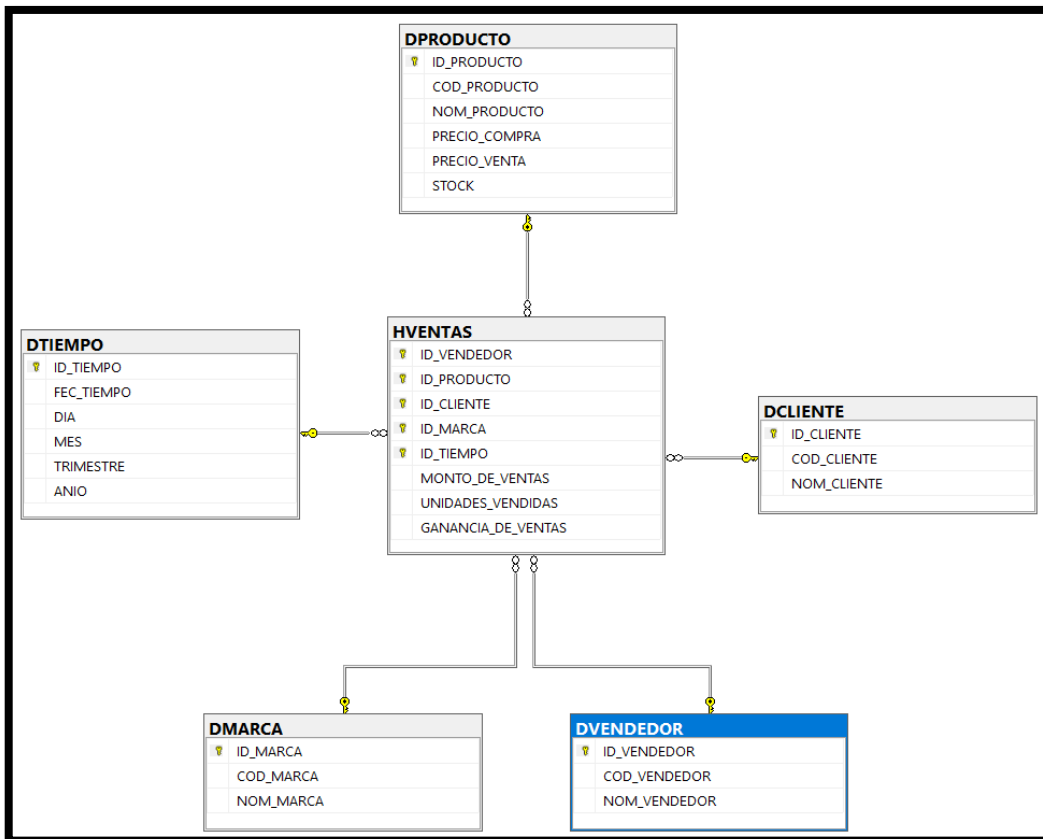 DPRODUCTO
ID_PRODUCTO
COD_PRODUCTO
NOM_PRODUCTO
PRECIO_COMPRA
PRECIO_VENTA
STOCK
DTIEMPO
ID_TIEMPO
FEC_TIEMPO
DIA
MES
TRIMESTRE
ANIO
HVENTAS
ID_VENDEDOR
ID_PRODUCTO
ID_CLIENTE
ID_MARCA
ID_TIEMPO
MONTO_DE_VENTAS
UNIDADES_VENDIDAS
GANANCIA_DE_VENTAS
DCLIENTE
ID_CLIENTE
COD_CLIENTE
NOM_CLIENTE
DMARCA
ID_MARCA
COD_MARCA
NOM_MARCA
DVENDEDOR
ID_VENDEDOR
COD_VENDEDOR
NOM_VENDEDOR